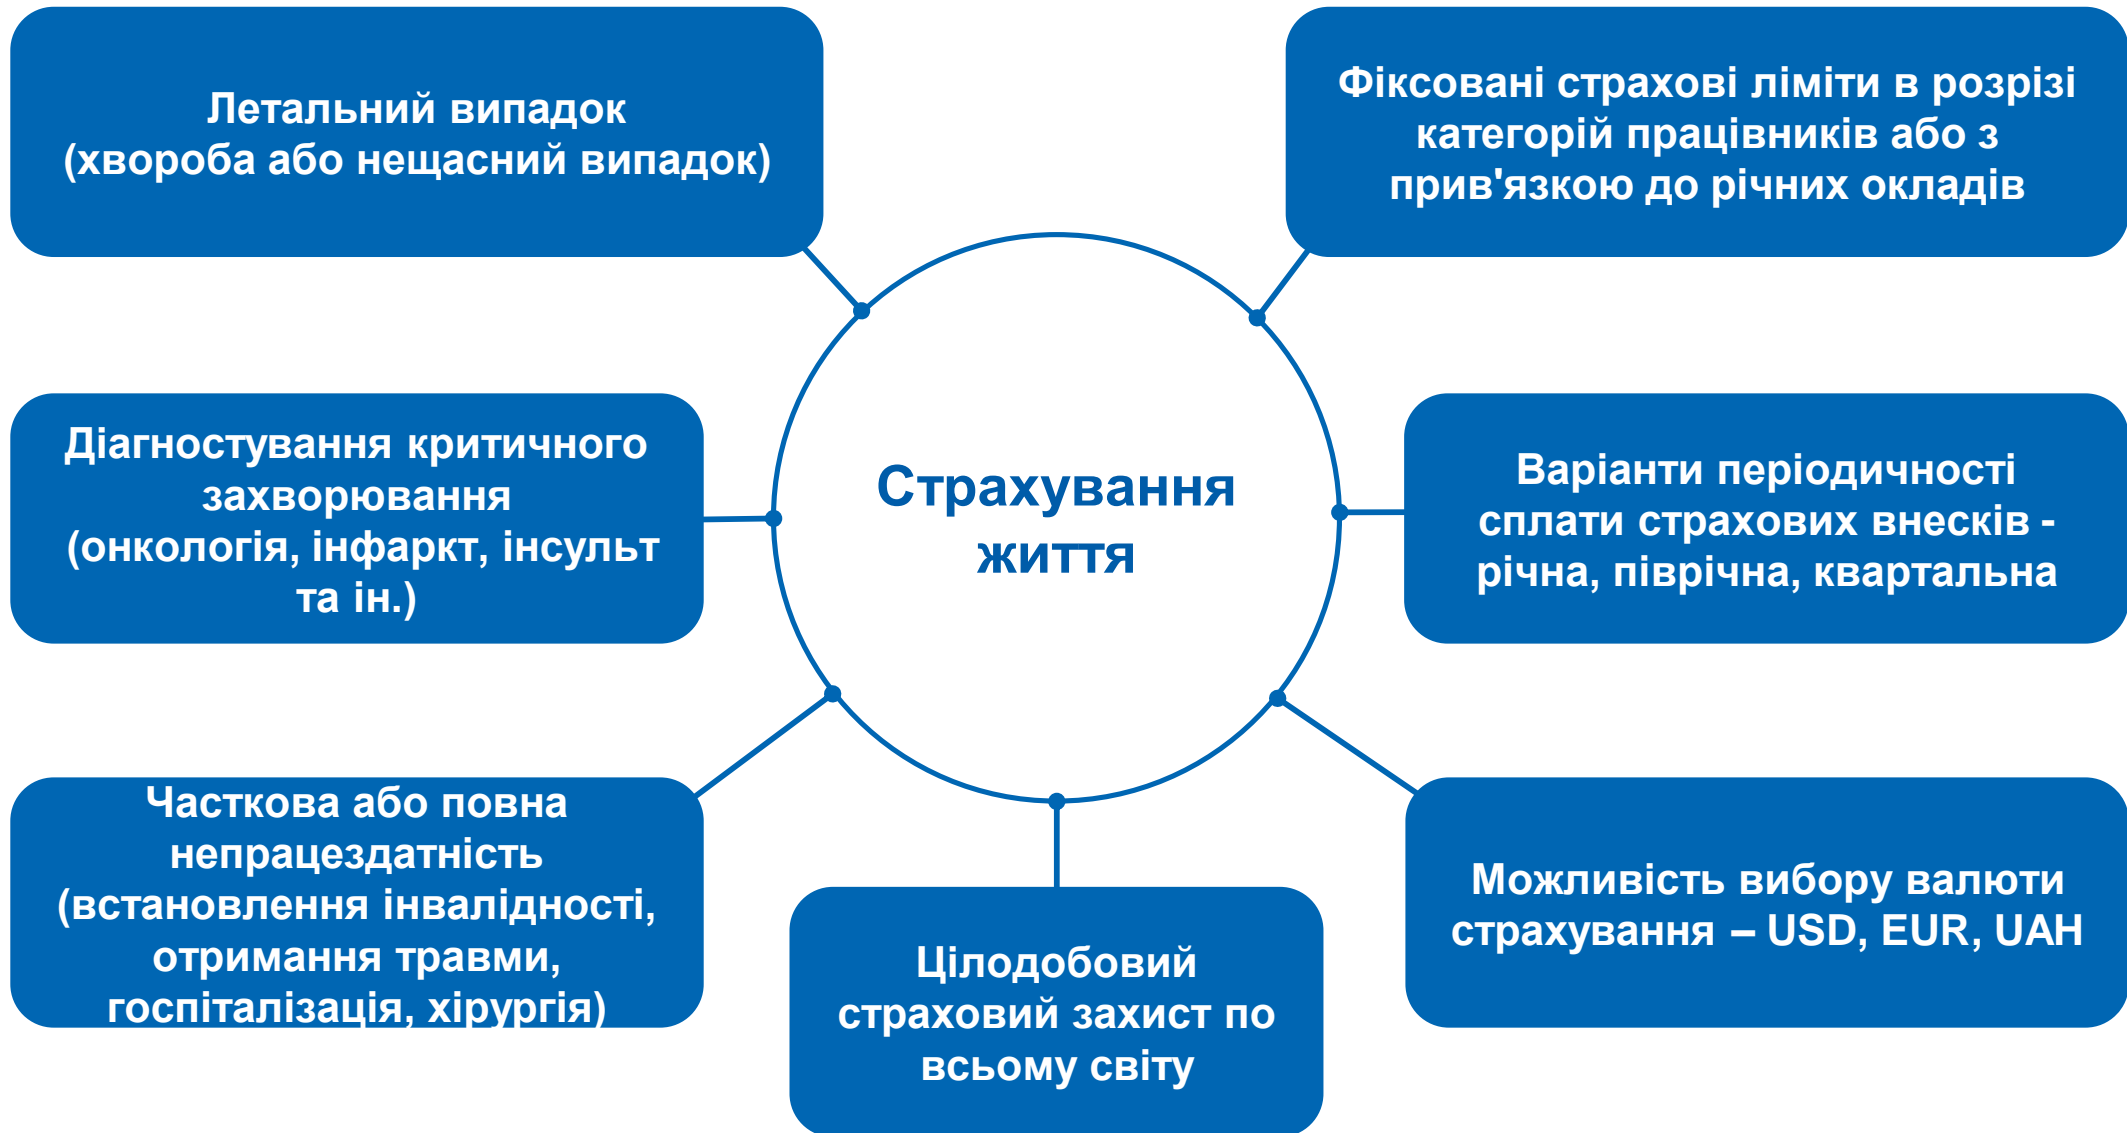 Летальний випадок
(хвороба або нещасний випадок)
Фіксовані страхові ліміти в розрізі
категорій працівників або з
прив'язкою до річних окладів
Діагностування критичного
захворювання
(онкологія, інфаркт, інсульт
та ін.)
Страхування
життя
Варіанти періодичності
сплати страхових внесків -
річна, піврічна, квартальна
Часткова або повна
непрацездатність
(встановлення інвалідності,
отримання травми,
госпіталізація, хірургія)
Цілодобовий
страховий захист по
всьому світу
Можливість вибору валюти
страхування – USD, EUR, UAH